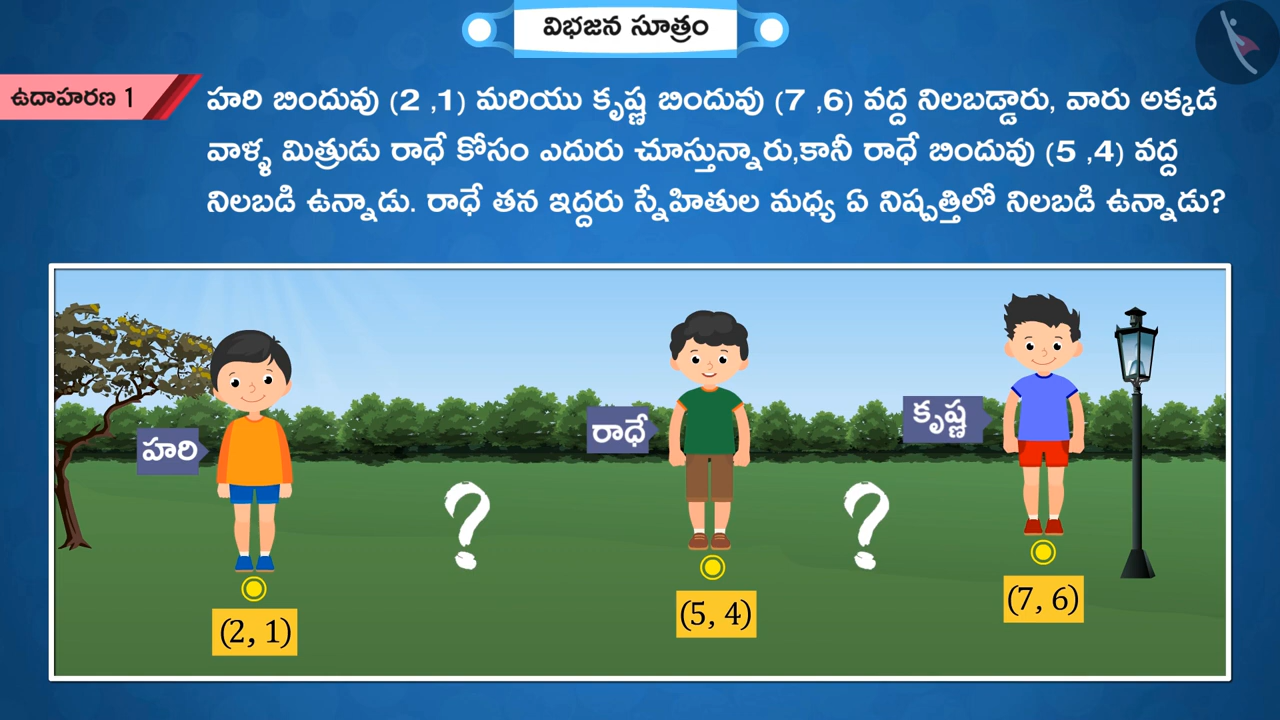 విభజన సూత్రం
ఉదాహరణ 1
హరి బిందువు (2 ,1) మరియు కృష్ణ బిందువు (7 ,6) వద్ద నిలబడ్డారు, వారు అక్కడ
వాళ్ళ మిత్రుడు రాధే కోసం ఎదురు చూస్తున్నారు,కానీ రాధే బిందువు (5 ,4) వద్ద
నిలబడి ఉన్నాడు. రాధే తన ఇద్దరు స్నేహితుల మధ్య ఏ నిష్పత్తిలో నిలబడి ఉన్నాడు?
హరి
రాధే
కృష్ణ
?
?
(2, 1)
(5, 4)
(7, 6)